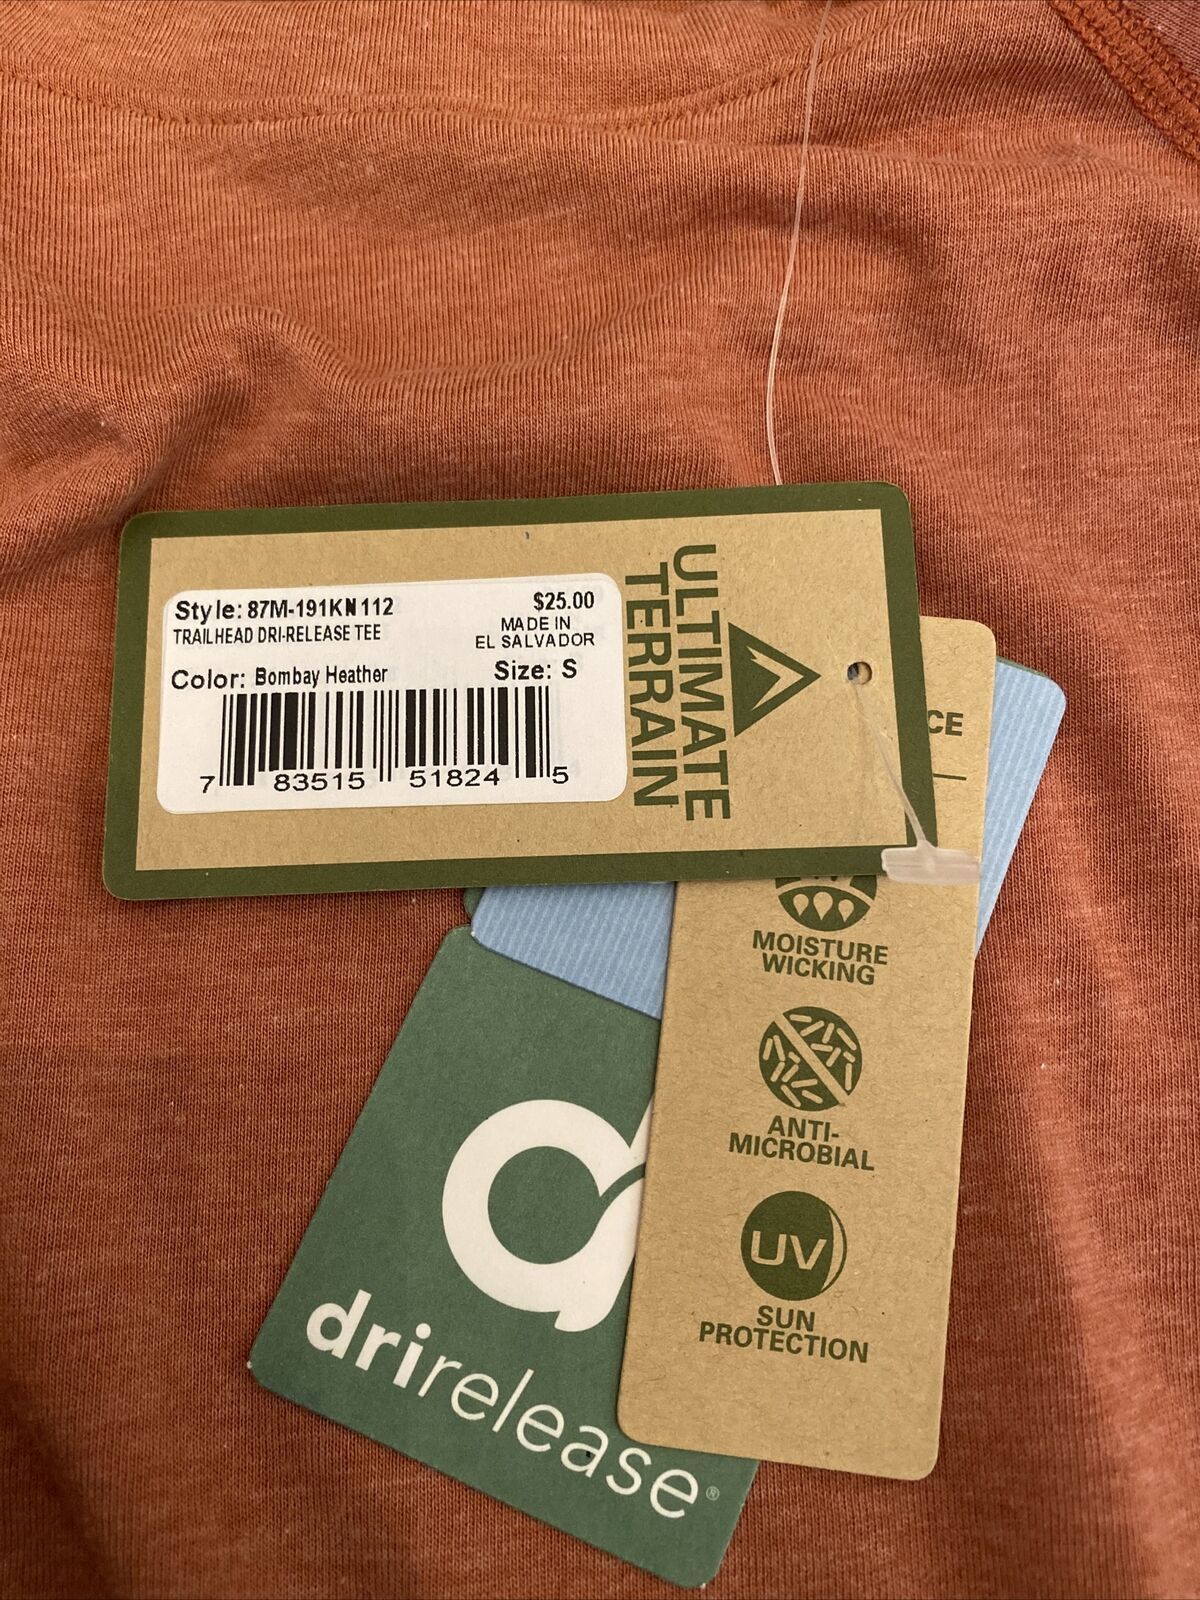 Style: 87M-191KN112
$25.00
TRAILHEAD DRI-RELEASE TEE
MADE IN
EL SALVADOR
Color: Bombay Heather
Size: S
7 83515 51824 5
ULTIMATE
TERRAIN
CE
MOISTURE
WICKING
ANTI-
MICROBIAL
UV
SUN
PROTECTION
drirelease®